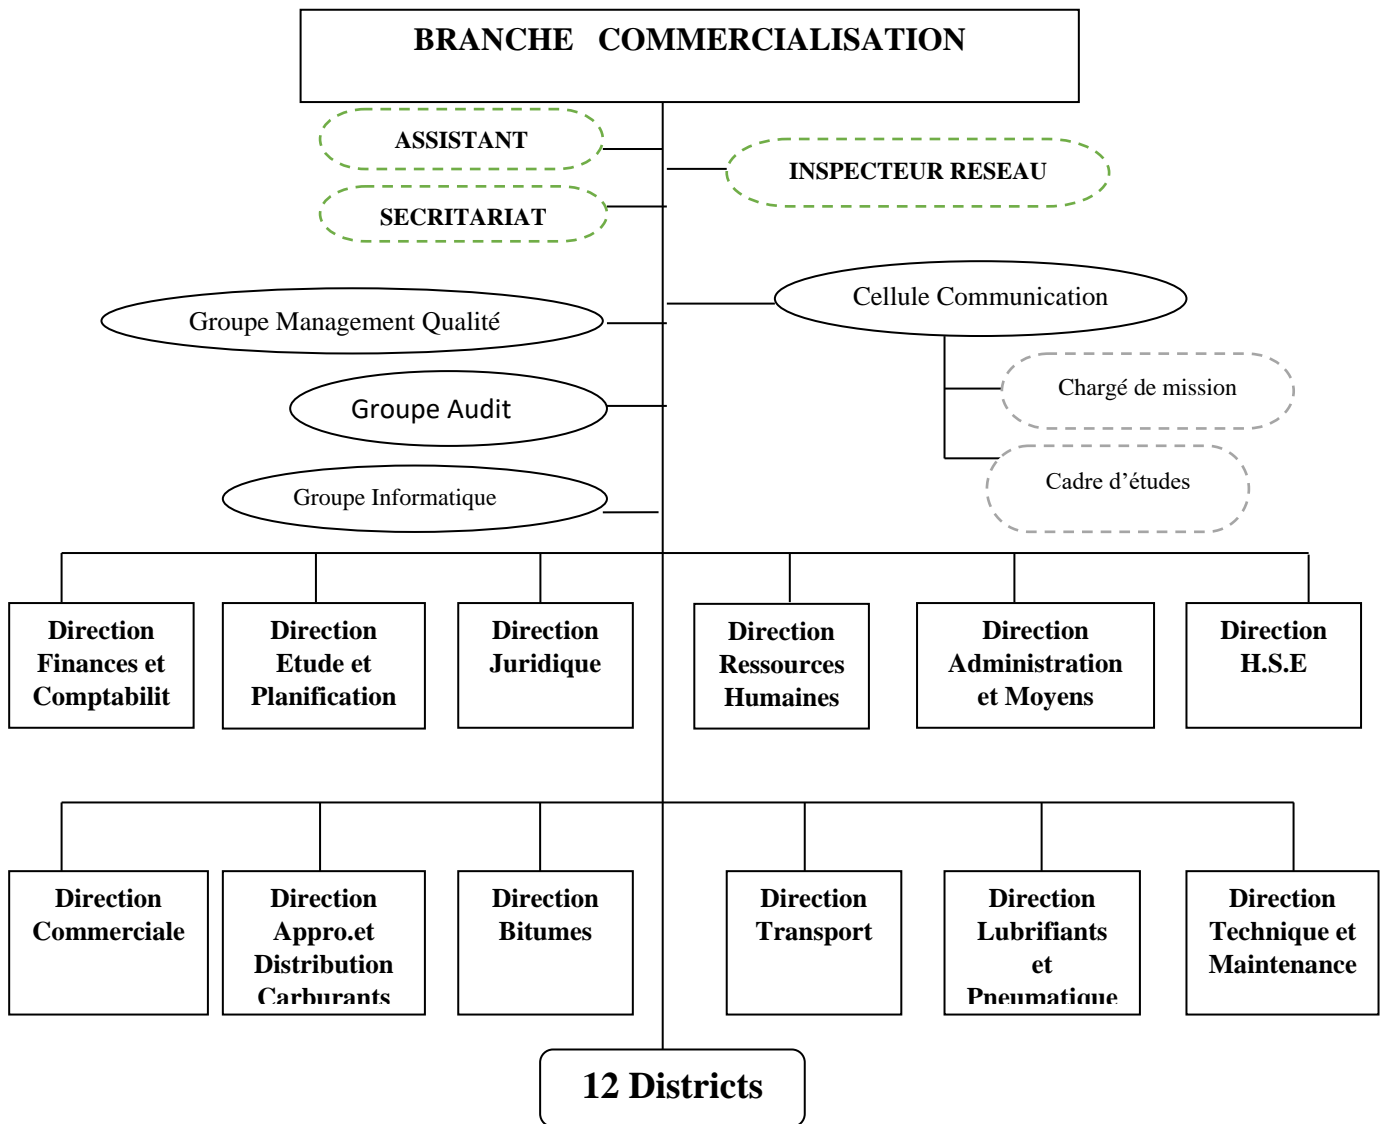 BRANCHE COMMERCIALISATION
ASSISTANT
INSPECTEUR RESEAU
SECRITARIAT
Cellule Communication
Groupe Management Qualité
Chargé de mission
Groupe Audit
Cadre d’études
Groupe Informatique
Direction
Finances et
Comptabilit
Direction
Etude et
Planification
Direction
Juridique
Direction
Ressources
Humaines
Direction
Administration
et Moyens
Direction
H.S.E
Direction
Commerciale
Direction
Appro.et
Distribution
Carburants
Direction
Bitumes
Direction
Transport
Direction
Lubrifiants
et
Pneumatique
Direction
Technique et
Maintenance
12 Districts